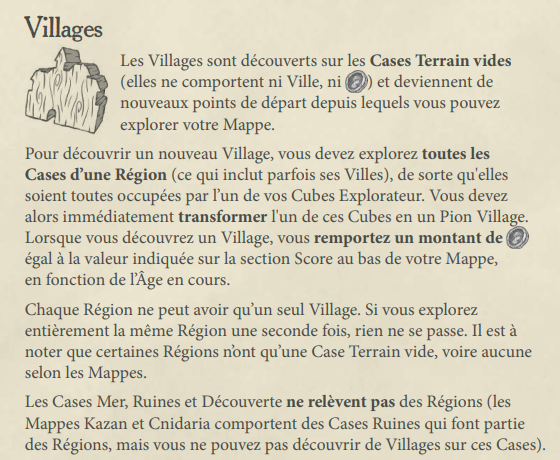 Villages
Les Villages sont découverts sur les Cases Terrain vides
(elles ne comportent ni Ville, ni ) et deviennent de
nouveaux points de départ depuis lesquels vous pouvez
explorer votre Mappe.
Pour découvrir un nouveau Village, vous devez explorez toutes les
Cases d'une Région (ce qui inclut parfois ses Villes), de sorte qu'elles
soient toutes occupées par l'un de vos Cubes Explorateur. Vous devez
alors immédiatement transformer l'un de ces Cubes en un Pion Village.
Lorsque vous découvrez un Village, vous remportez un montant de
égal à la valeur indiquée sur la section Score au bas de votre Mappe,
en fonction de l'Âge en cours.
Chaque Région ne peut avoir qu'un seul Village. Si vous explorez
entièrement la même Région une seconde fois, rien ne se passe. Il est à
noter que certaines Régions n'ont qu'une Case Terrain vide, voire aucune
selon les Mappes.
Les Cases Mer, Ruines et Découverte ne relèvent pas des Régions (les
Mappes Kazan et Cnidaria comportent des Cases Ruines qui font partie
des Régions, mais vous ne pouvez pas découvrir de Villages sur ces Cases).